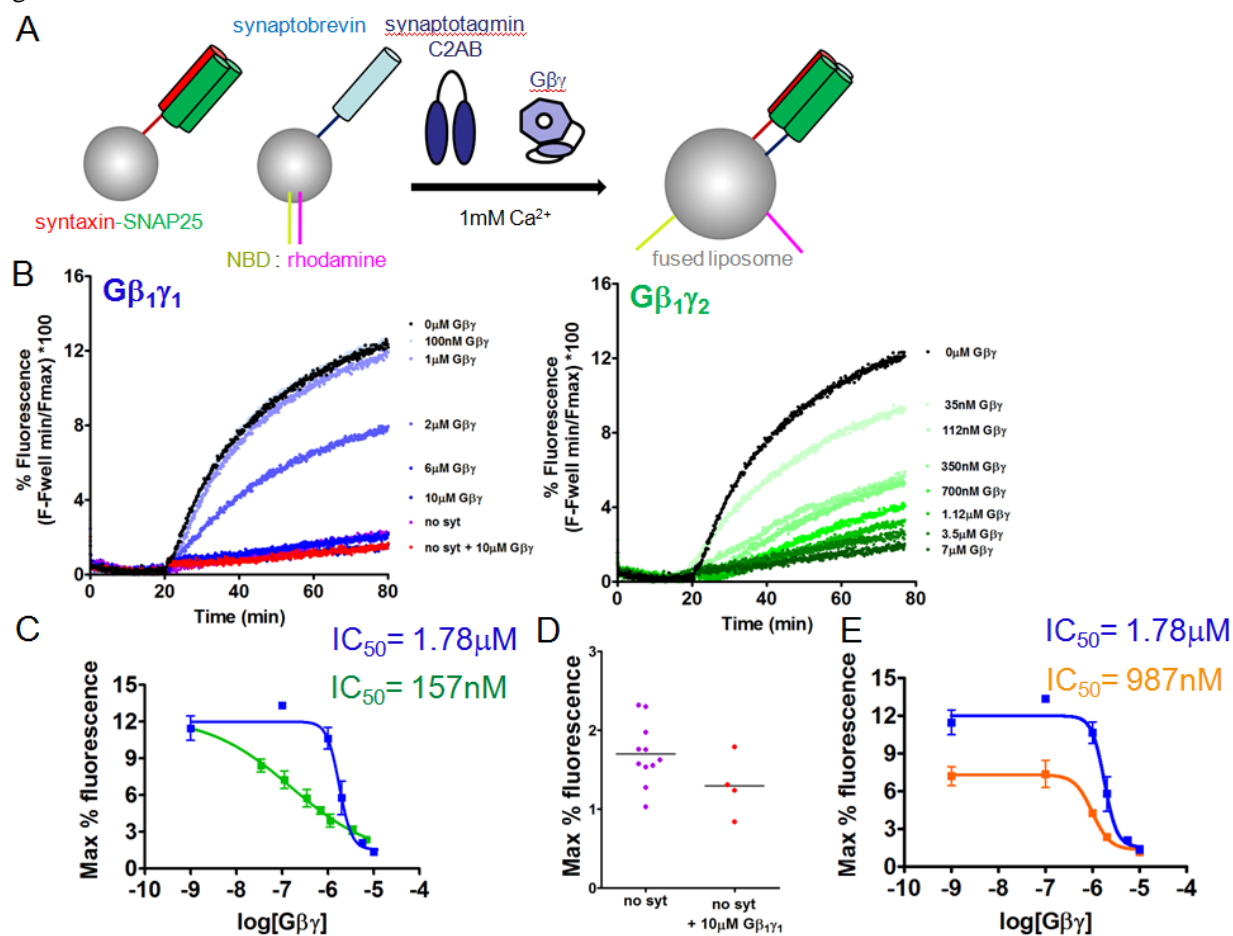 A
synaptobrevin
synaptotagmin
C2AB
Gβγ
syntaxin-SNAP25
NBD : rhodamine
1mM Ca²⁺
fused liposome
B
Gβ₁γ₁
% Fluorescence
(F-Fwell min/Fmax) *100
16
12
8
4
0
0
20
40
60
80
Time (min)
0μM Gβγ
100nM Gβγ
1μM Gβγ
2μM Gβγ
6μM Gβγ
10μM Gβγ
no syt
no syt + 10μM Gβγ
Gβ₁γ₂
% Fluorescence
(F-Fwell min/Fmax) *100
16
12
8
4
0
0
20
40
60
80
Time (min)
0μM Gβγ
35nM Gβγ
112nM Gβγ
350nM Gβγ
700nM Gβγ
1.12μM Gβγ
3.5μM Gβγ
7μM Gβγ
C
IC₅₀= 1.78μM
IC₅₀= 157nM
Max % fluorescence
15
12
9
6
3
0
-10
-9
-8
-7
-6
-5
-4
log[Gβγ]
D
Max % fluorescence
3
2
1
0
no syt
no syt
+ 10μM Gβ₁γ₁
E
IC₅₀= 1.78μM
IC₅₀= 987nM
Max % fluorescence
15
12
9
6
3
0
-10
-9
-8
-7
-6
-5
-4
log[Gβγ]